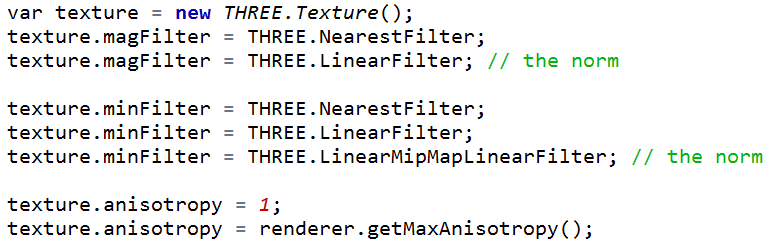 var texture = new THREE.Texture();
texture.magFilter = THREE.NearestFilter;
texture.magFilter = THREE.LinearFilter; // the norm
texture.minFilter = THREE.NearestFilter;
texture.minFilter = THREE.LinearFilter;
texture.minFilter = THREE.LinearMipMapLinearFilter; // the norm
texture.anisotropy = 1;
texture.anisotropy = renderer.getMaxAnisotropy();